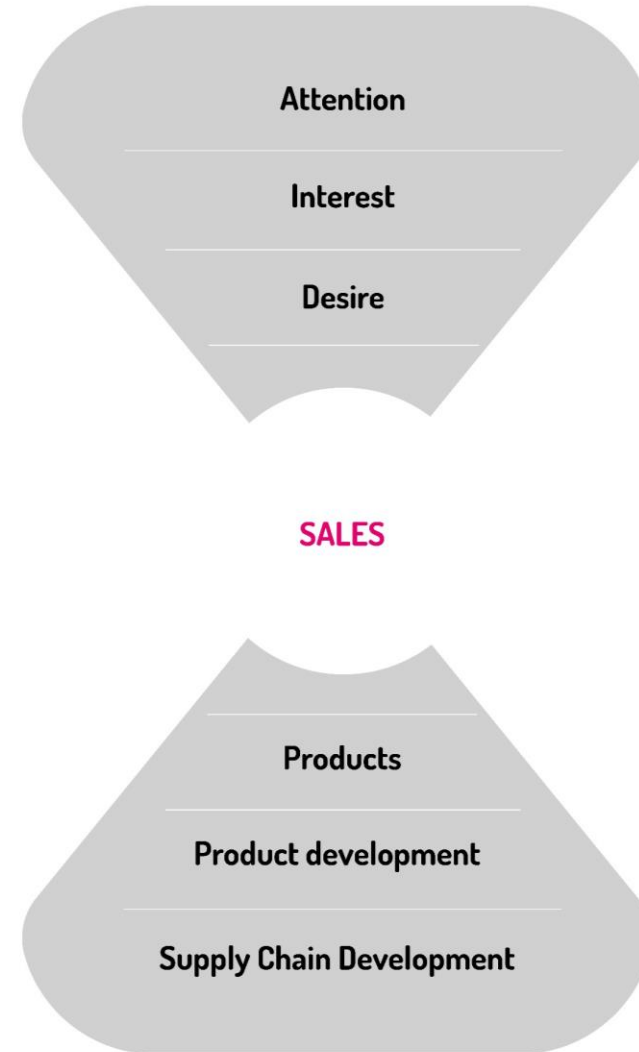 Attention
Interest
Desire
SALES
Products
Product development
Supply Chain Development